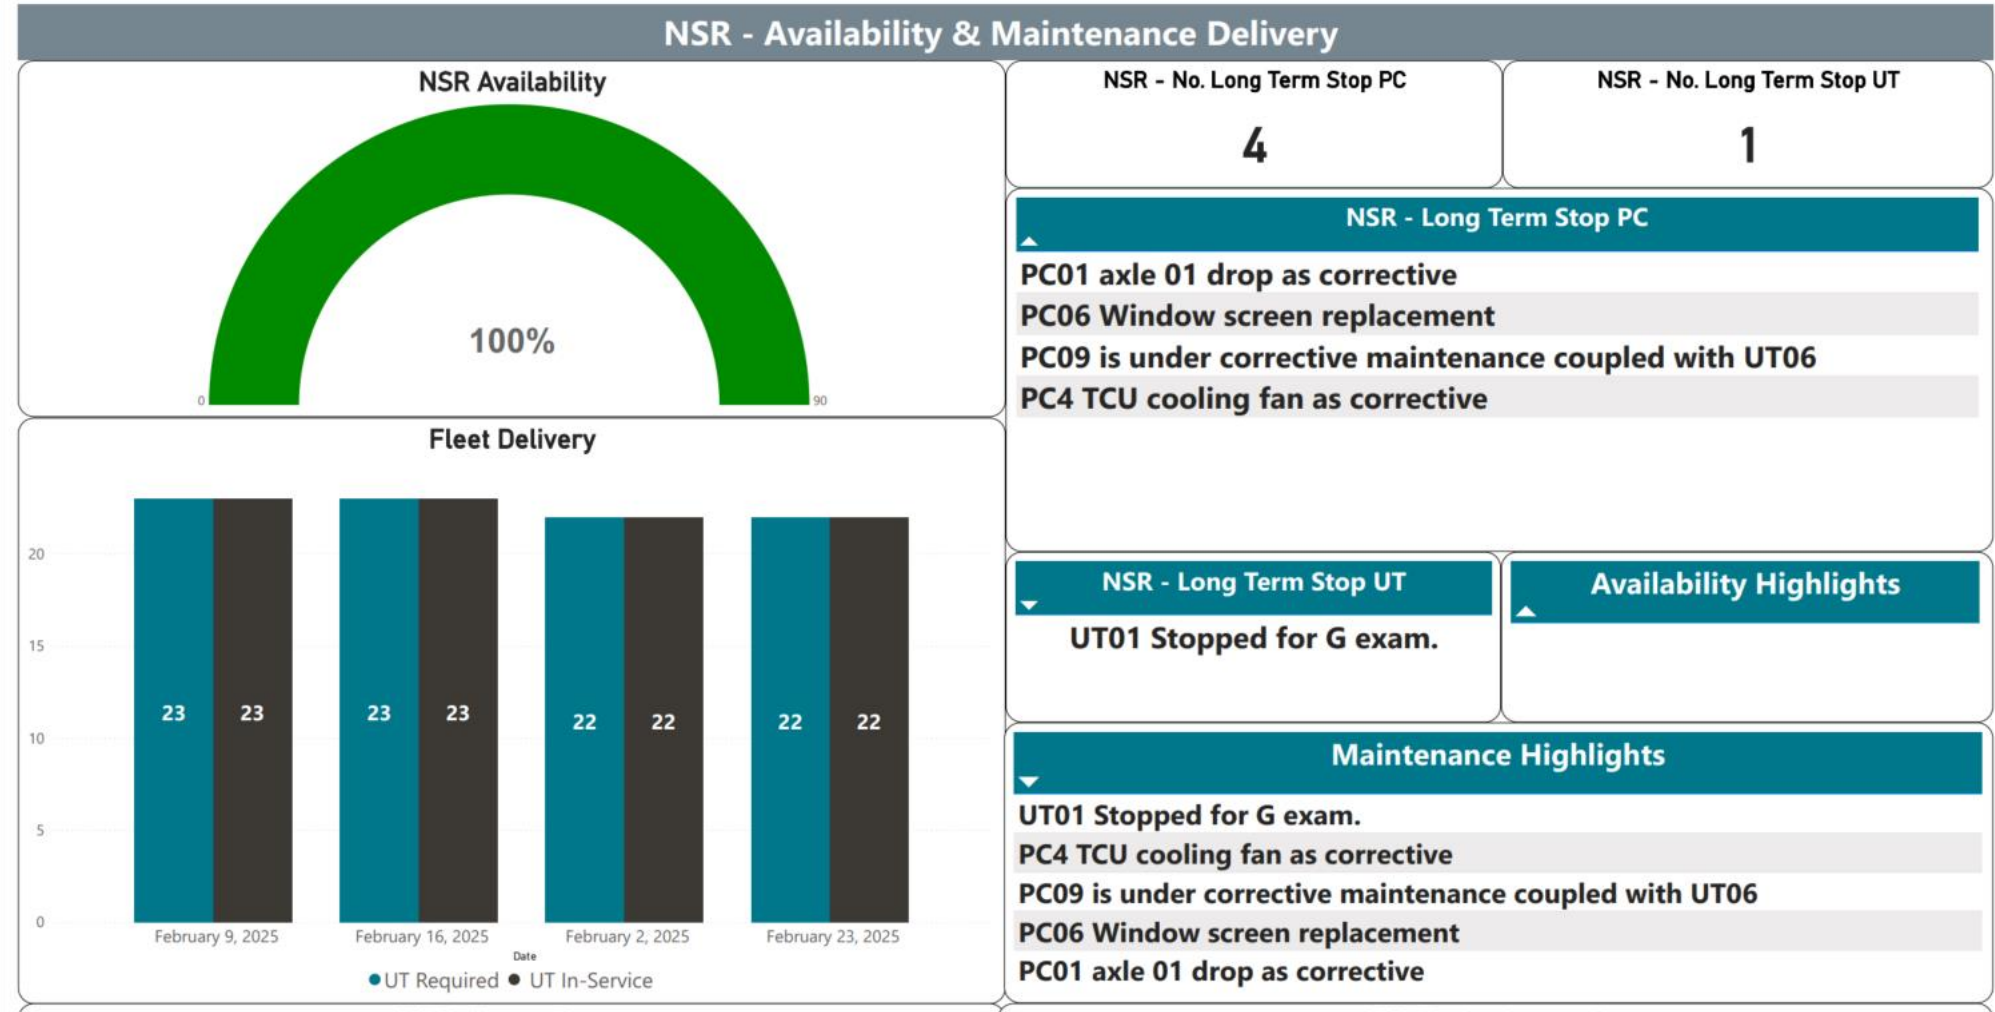 NSR - Availability & Maintenance Delivery
NSR Availability
100%
0
90
NSR - No. Long Term Stop PC
4
NSR - No. Long Term Stop UT
1
NSR - Long Term Stop PC
PC01 axle 01 drop as corrective
PC06 Window screen replacement
PC09 is under corrective maintenance coupled with UT06
PC4 TCU cooling fan as corrective
Fleet Delivery
20
15
10
5
0
23
23
23
23
22
22
22
22
February 9, 2025
February 16, 2025
February 2, 2025
February 23, 2025
Date
UT Required
UT In-Service
NSR - Long Term Stop UT
UT01 Stopped for G exam.
Availability Highlights
Maintenance Highlights
UT01 Stopped for G exam.
PC4 TCU cooling fan as corrective
PC09 is under corrective maintenance coupled with UT06
PC06 Window screen replacement
PC01 axle 01 drop as corrective